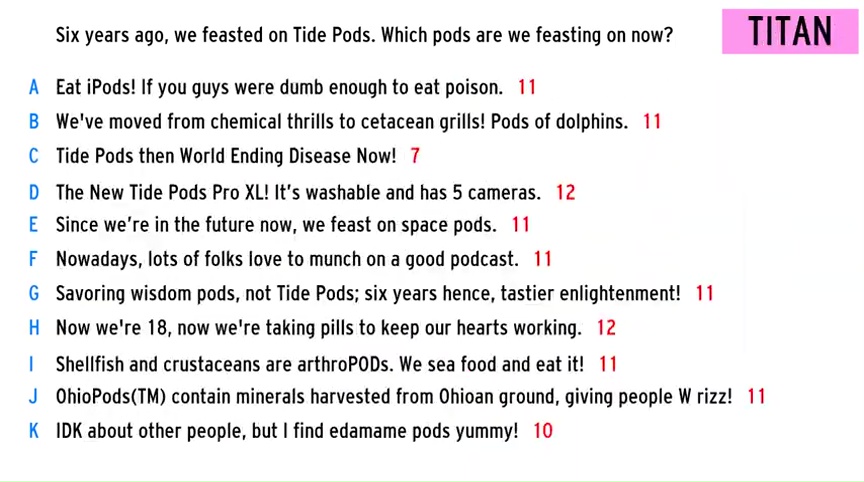 Six years ago, we feasted on Tide Pods. Which pods are we feasting on now?
TITAN
A Eat iPods! If you guys were dumb enough to eat poison. 11
B We've moved from chemical thrills to cetacean grills! Pods of dolphins. 11
C Tide Pods then World Ending Disease Now! 7
D The New Tide Pods Pro XL! It's washable and has 5 cameras. 12
E Since we're in the future now, we feast on space pods. 11
F Nowadays, lots of folks love to munch on a good podcast. 11
G Savoring wisdom pods, not Tide Pods; six years hence, tastier enlightenment! 11
H Now we're 18, now we're taking pills to keep our hearts working. 12
I Shellfish and crustaceans are arthroPODs. We sea food and eat it! 11
J OhioPods(TM) contain minerals harvested from Ohioan ground, giving people W rizz! 11
K IDK about other people, but I find edamame pods yummy! 10